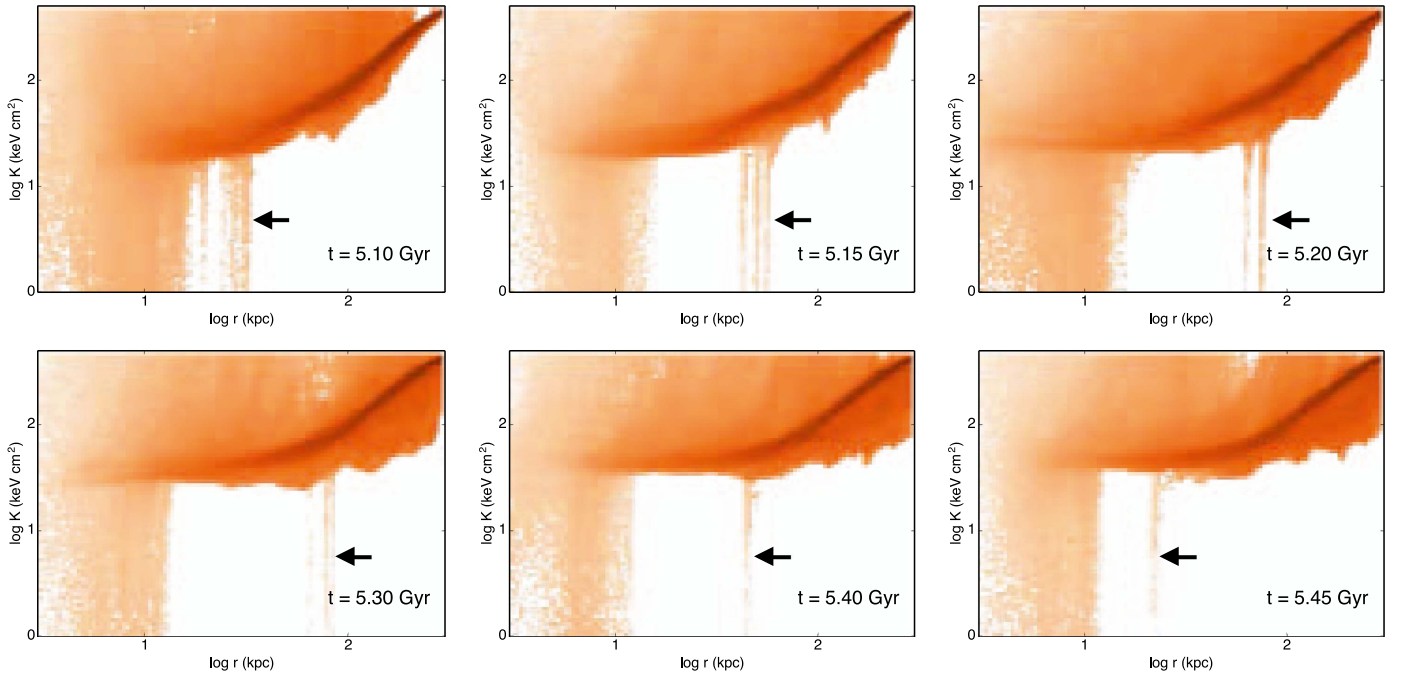 2
1
0
log K (keV cm²)
t = 5.10 Gyr
1
2
log r (kpc)
2
1
0
log K (keV cm²)
t = 5.15 Gyr
1
2
log r (kpc)
2
1
0
log K (keV cm²)
t = 5.20 Gyr
1
2
log r (kpc)
2
1
0
log K (keV cm²)
t = 5.30 Gyr
1
2
log r (kpc)
2
1
0
log K (keV cm²)
t = 5.40 Gyr
1
2
log r (kpc)
2
1
0
log K (keV cm²)
t = 5.45 Gyr
1
2
log r (kpc)